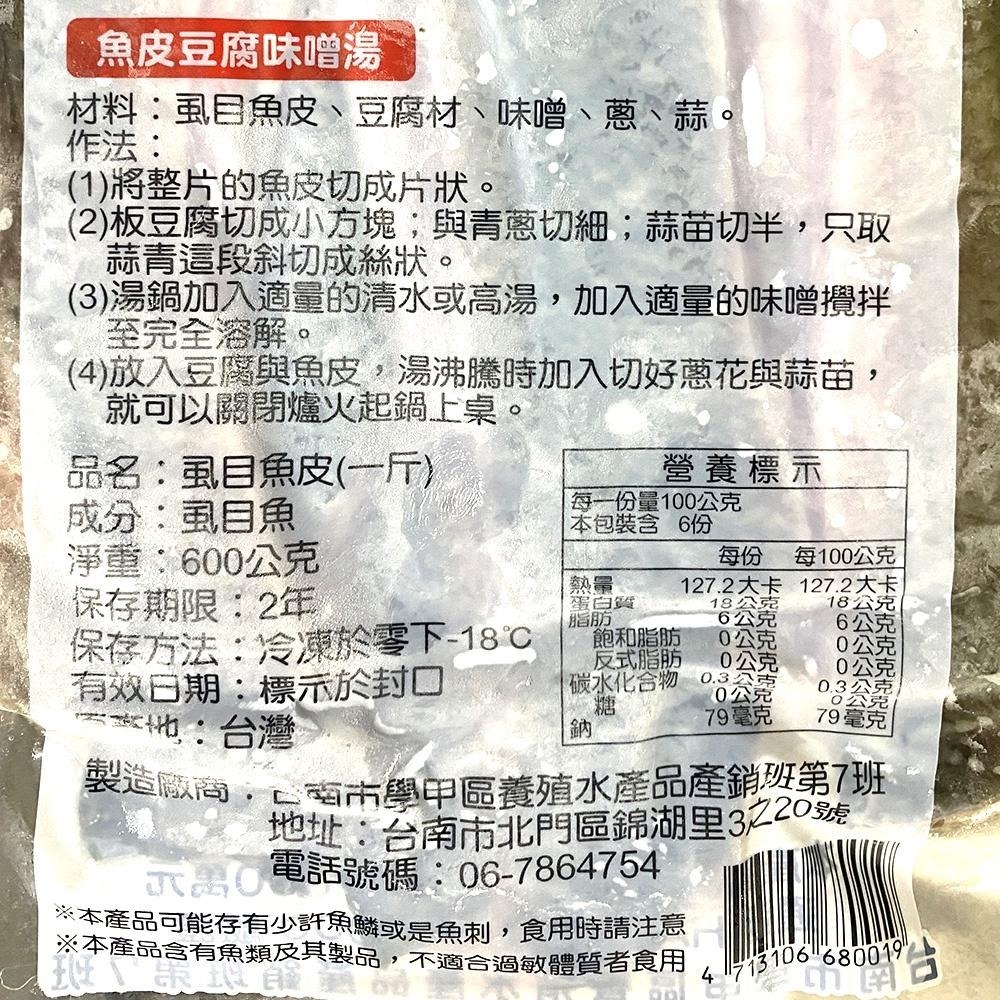 魚皮豆腐味噌湯
材料：虱目魚皮、豆腐材、味噌、蔥、蒜。
作法：
(1)將整片的魚皮切成片狀。
(2)板豆腐切成小方塊；與青蔥切細；蒜苗切半，只取
蒜青這段斜切成絲狀。
(3)湯鍋加入適量的清水或高湯，加入適量的味噌攪拌
至完全溶解。
(4)放入豆腐與魚皮，湯沸騰時加入切好蔥花與蒜苗，
就可以關閉爐火起鍋上桌。
品名：虱目魚皮(一斤)
成分：虱目魚
淨重：600公克
保存期限：2年
保存方法：冷凍於零下-18℃
有效日期：標示於封口
原產地：台灣
營養標示
每一份量100公克
本包裝含 6份
每份 每100公克
熱量 127.2大卡 127.2大卡
蛋白質 18公克 18公克
脂肪 6公克 6公克
飽和脂肪 0公克 0公克
反式脂肪 0公克 0公克
碳水化合物 0.3公克 0.3公克
糖 0公克 0公克
鈉 79毫克 79毫克
製造廠商：台南市學甲區養殖水產品產銷班第7班
地址：台南市北門區錦湖里3之20號
電話號碼：06-7864754
※本產品可能存有少許魚鱗或是魚刺，食用時請注意
※本產品含有魚類及其製品，不適合過敏體質者食用
4 713106 680019